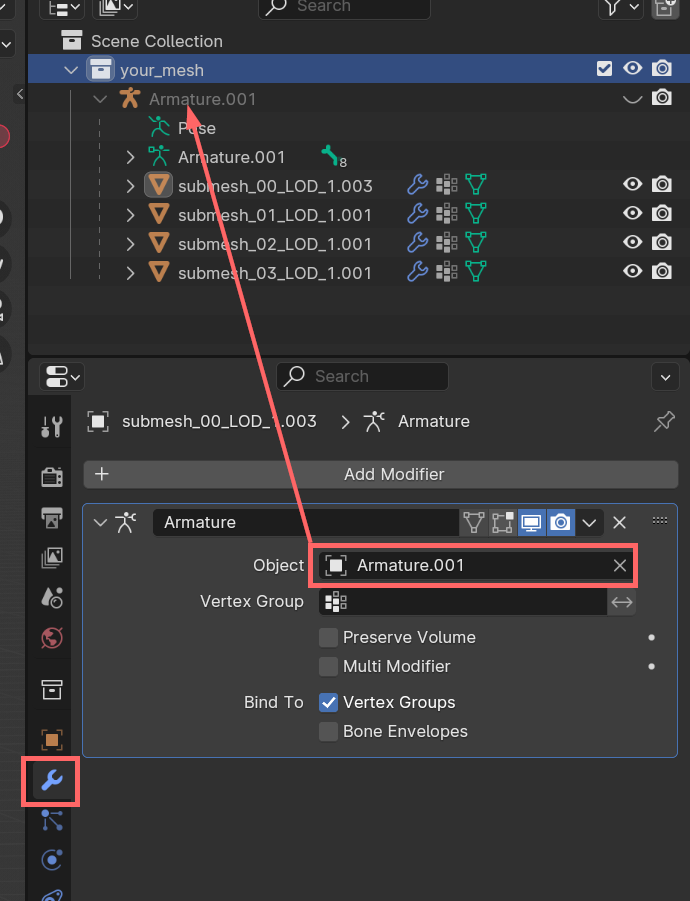 Search
Scene Collection
your_mesh
Armature.001
Pose
Armature.001 8
submesh_00_LOD_1.003
submesh_01_LOD_1.001
submesh_02_LOD_1.001
submesh_03_LOD_1.001
Search
submesh_00_LOD_1.003 Armature
Add Modifier
Armature
Object Armature.001
Vertex Group
Preserve Volume
Multi Modifier
Bind To Vertex Groups
Bone Envelopes